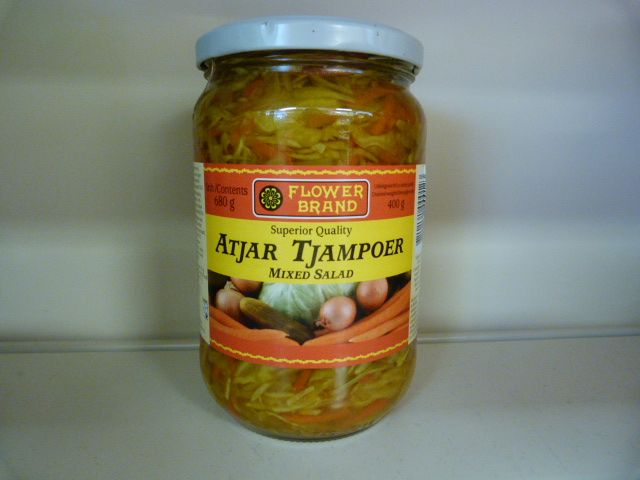 /Contents
680 g
FLOWER
BRAND
400 g
Superior Quality
ATJAR TJAMPOER
MIXED SALAD